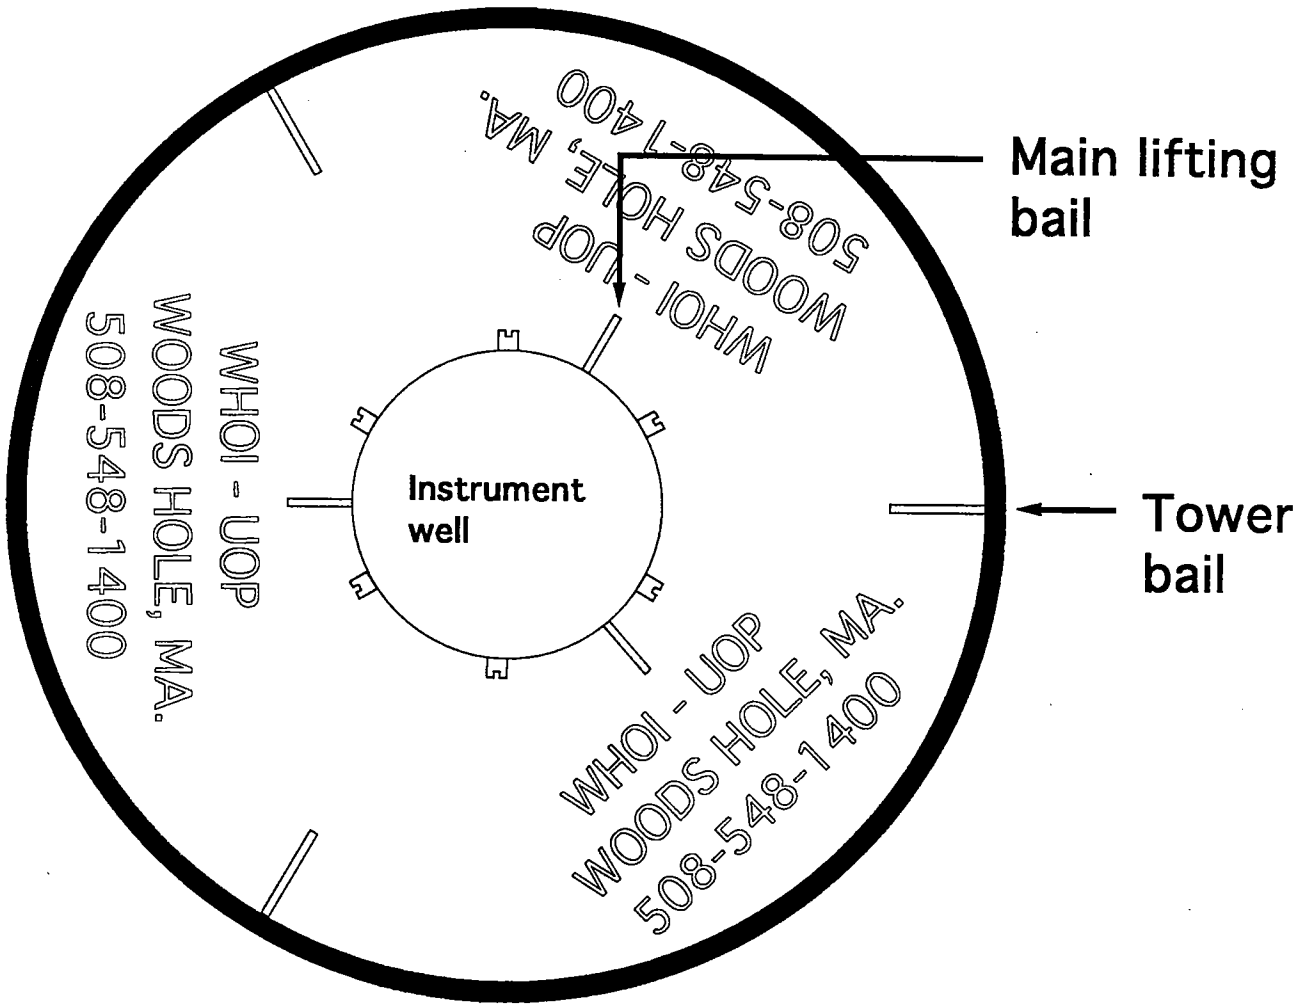 508-548-1400
WOODS HOLE, MA.
WHOI - UOP
Main lifting
bail
WHOI - UOP
WOODS HOLE, MA.
508-548-1400
Instrument
well
Tower
bail
WHOI - UOP
WOODS HOLE, MA.
508-548-1400